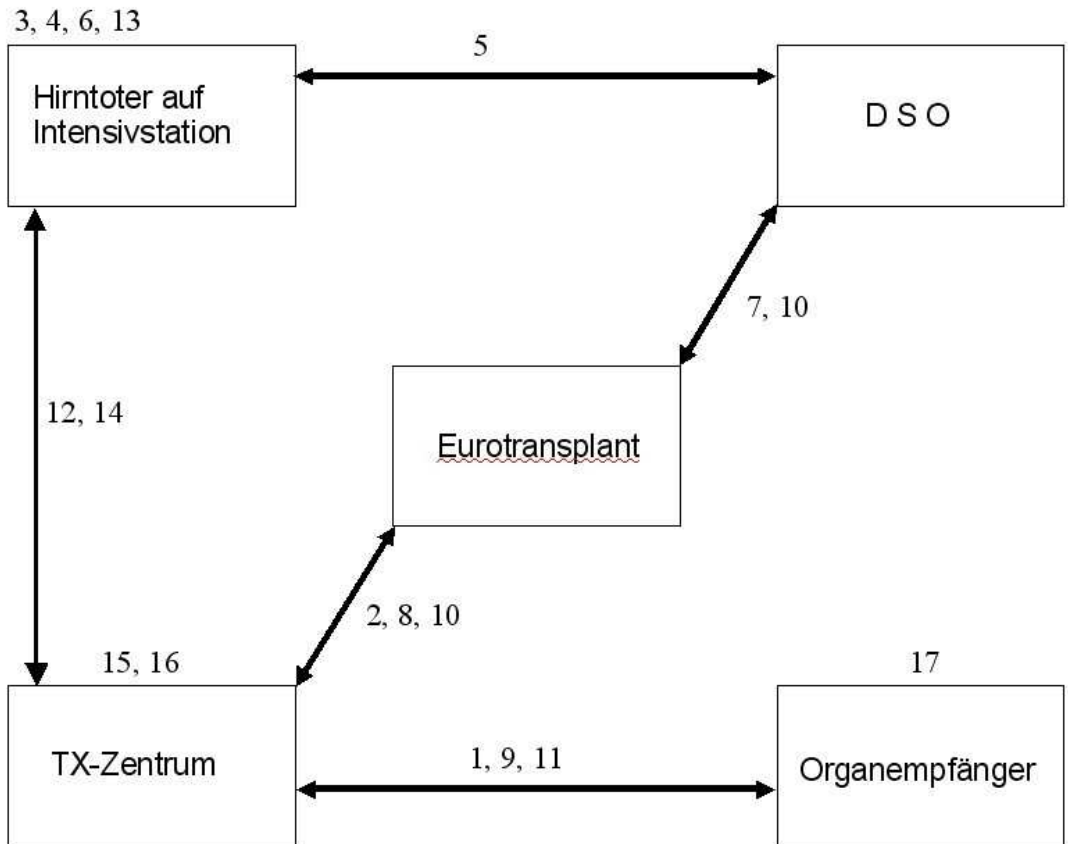 3, 4, 6, 13
5
Hirntoter auf
Intensivstation
D S O
7, 10
12, 14
Eurotransplant
2, 8, 10
15, 16
17
1, 9, 11
TX-Zentrum
Organempfänger